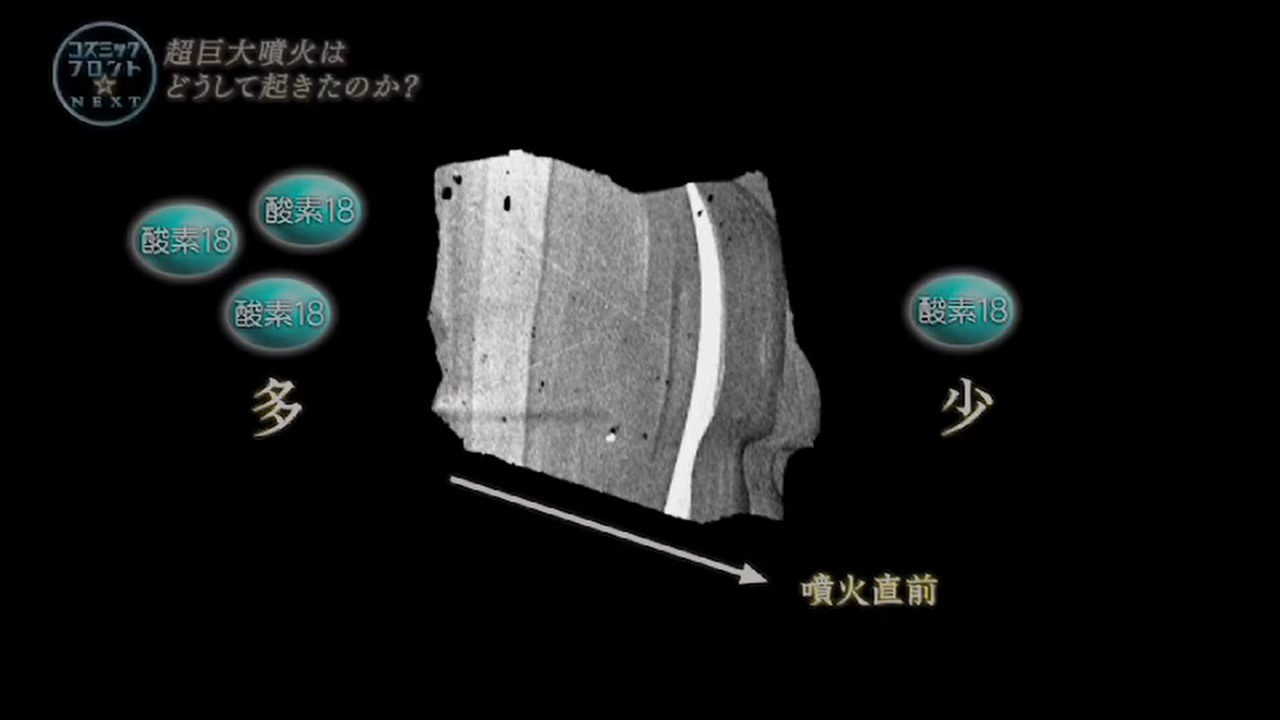 コズミック
フロント
☆
NEXT
超巨大噴火は
どうして起きたのか?
酸素18
酸素18
酸素18
多
酸素18
少
噴火直前